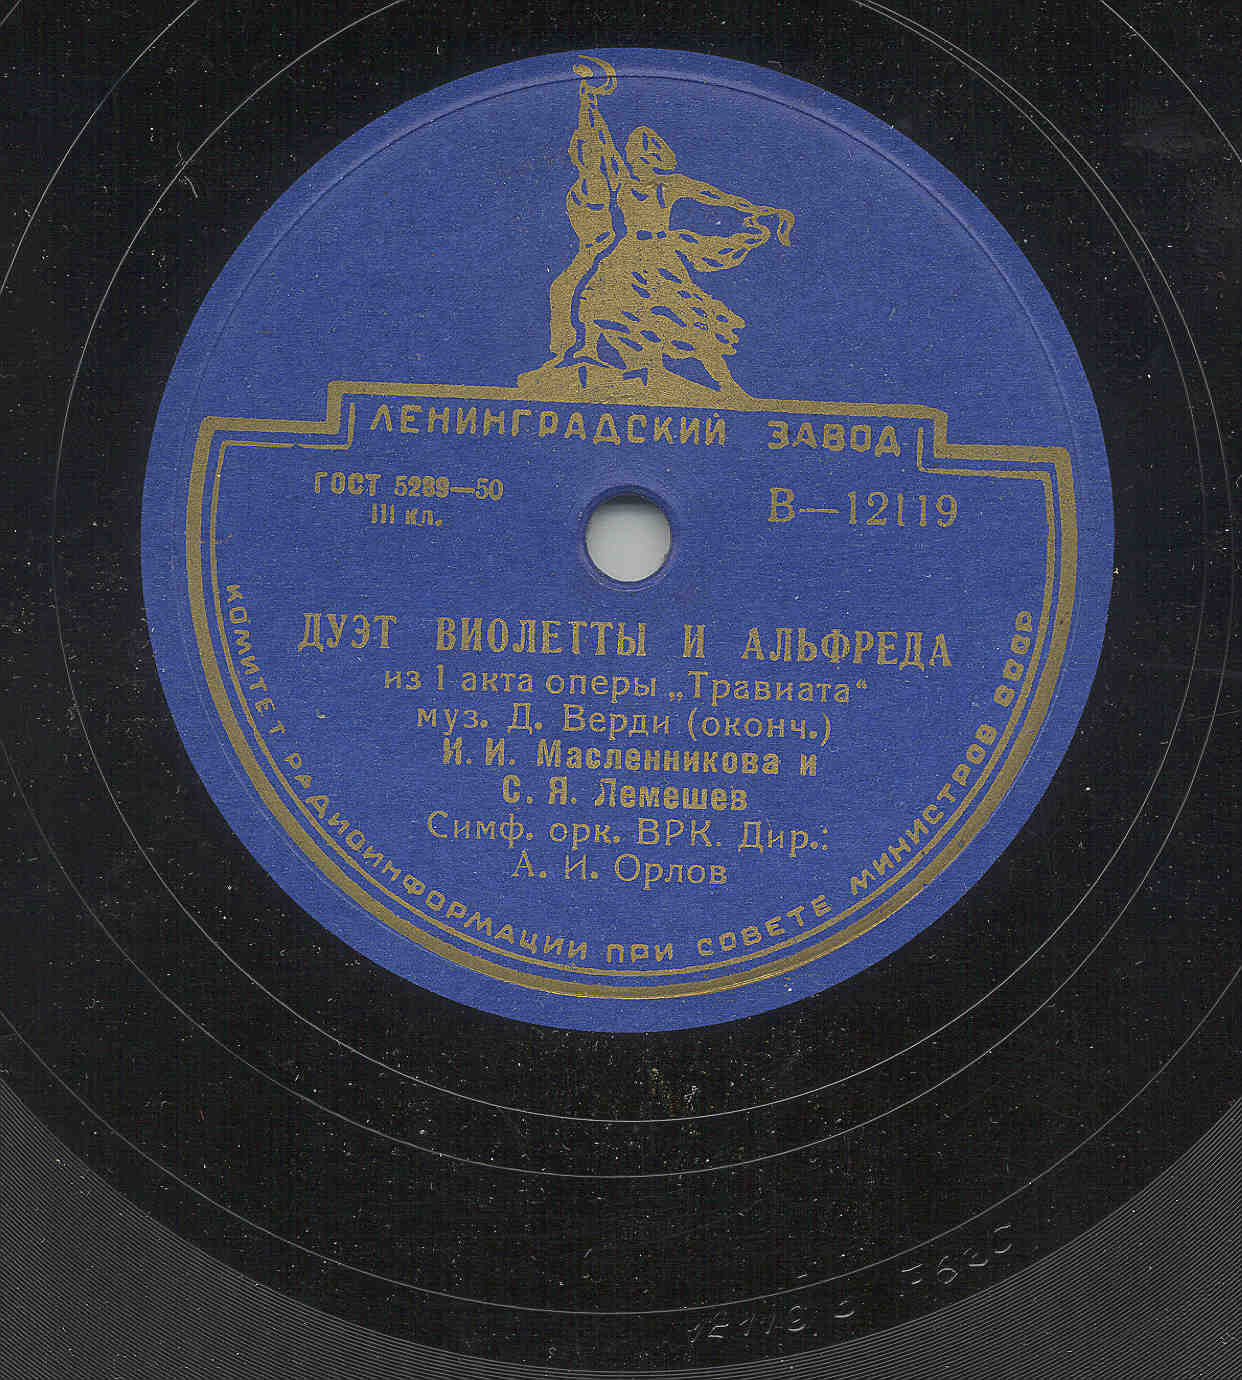 ЛЕНИНГРАДСКИЙ ЗАВОД
ГОСТ 5289—50
III кл.
В—12119
ДУЭТ ВИОЛЕТТЫ И АЛЬФРЕДА
из 1 акта оперы „Травиата“
муз. Д. Верди (оконч.)
И. И. Масленникова и
С. Я. Лемешев
Симф. орк. ВРК. Дир.:
А. И. Орлов
КОМИТЕТ РАДИОИНФОРМАЦИИ ПРИ СОВЕТЕ МИНИСТРОВ СССР